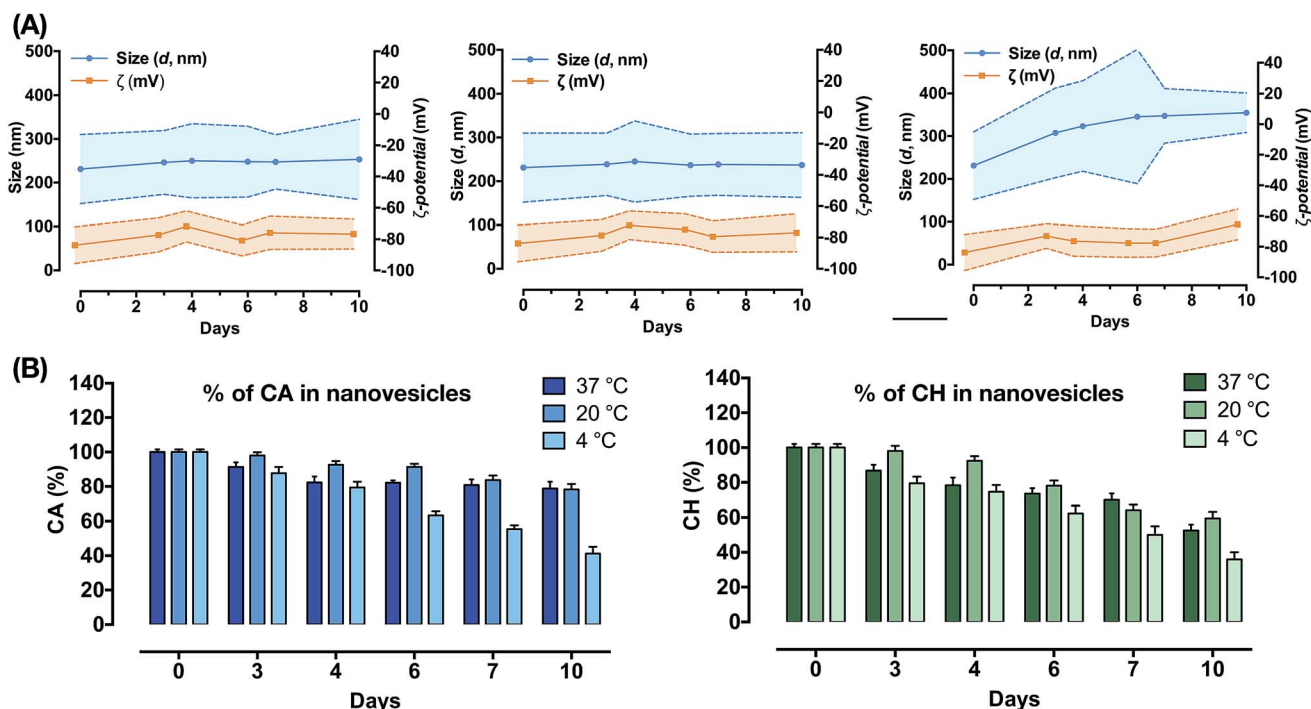 (A)
Size (d, nm)
ζ (mV)
500
400
300
200
100
0
Size (nm)
40
20
0
-20
-40
-60
-80
-100
ζ-potential (mV)
0 2 4 6 8 10
Days
Size (d, nm)
ζ (mV)
500
400
300
200
100
0
Size (d, nm)
40
20
0
-20
-40
-60
-80
-100
ζ-potential (mV)
0 2 4 6 8 10
Days
Size (d, nm)
ζ (mV)
500
400
300
200
100
0
Size (d, nm)
40
20
0
-20
-40
-60
-80
-100
ζ-potential (mV)
0 2 4 6 8 10
Days
(B)
% of CA in nanovesicles
37 °C
20 °C
4 °C
140
120
100
80
60
40
20
0
CA (%)
0 3 4 6 7 10
Days
% of CH in nanovesicles
37 °C
20 °C
4 °C
140
120
100
80
60
40
20
0
CH (%)
0 3 4 6 7 10
Days